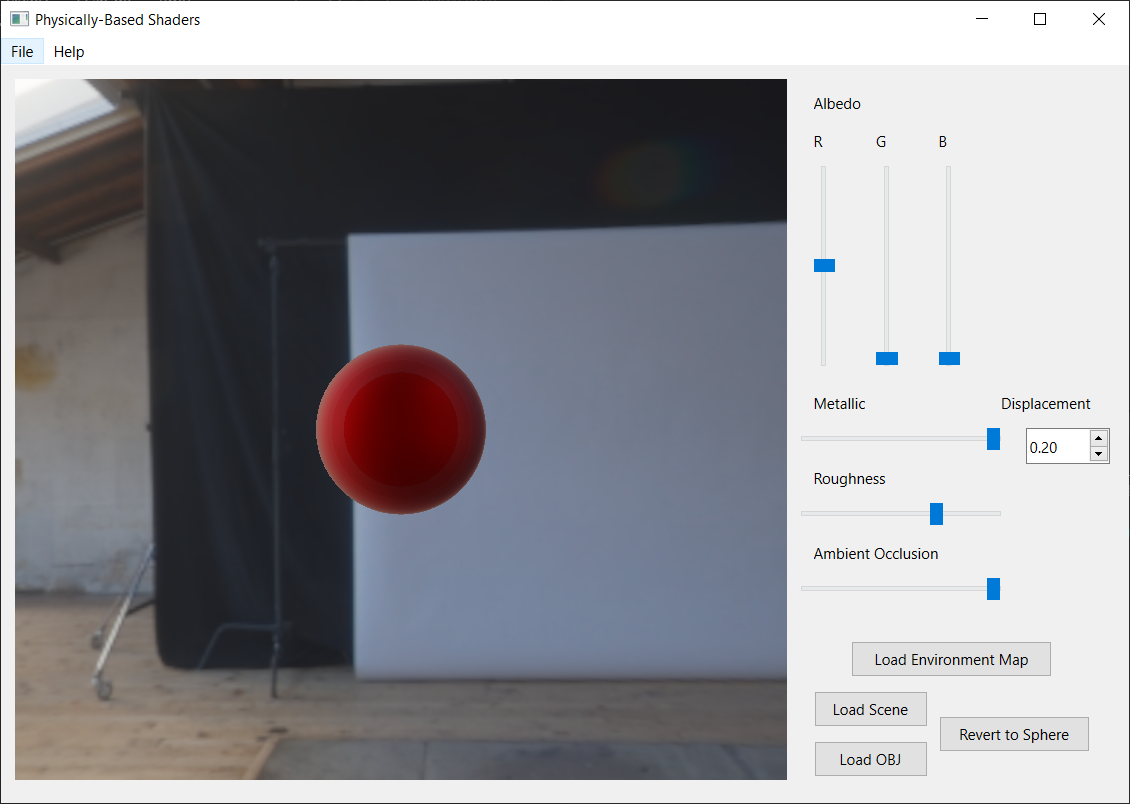 Physically-Based Shaders
File Help
Albedo
R G B
Metallic Displacement
0.20
Roughness
Ambient Occlusion
Load Environment Map
Load Scene
Revert to Sphere
Load OBJ